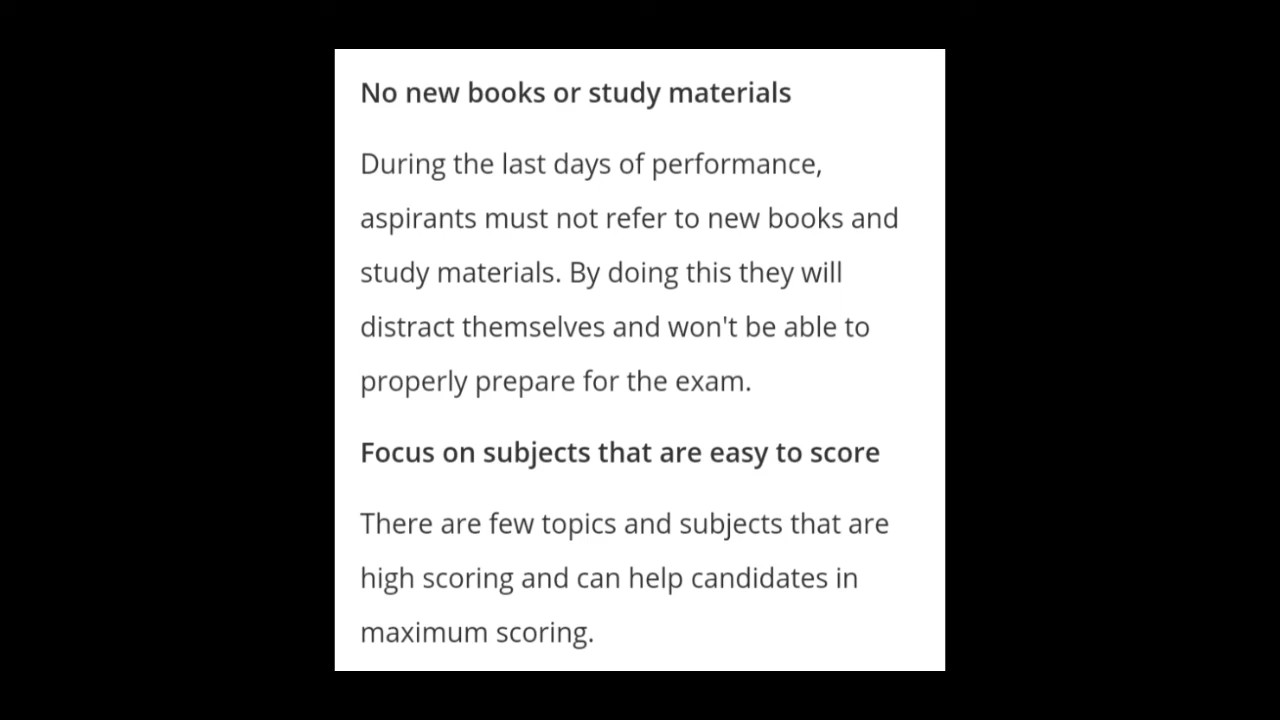 No new books or study materials
During the last days of performance,
aspirants must not refer to new books and
study materials. By doing this they will
distract themselves and won't be able to
properly prepare for the exam.
Focus on subjects that are easy to score
There are few topics and subjects that are
high scoring and can help candidates in
maximum scoring.